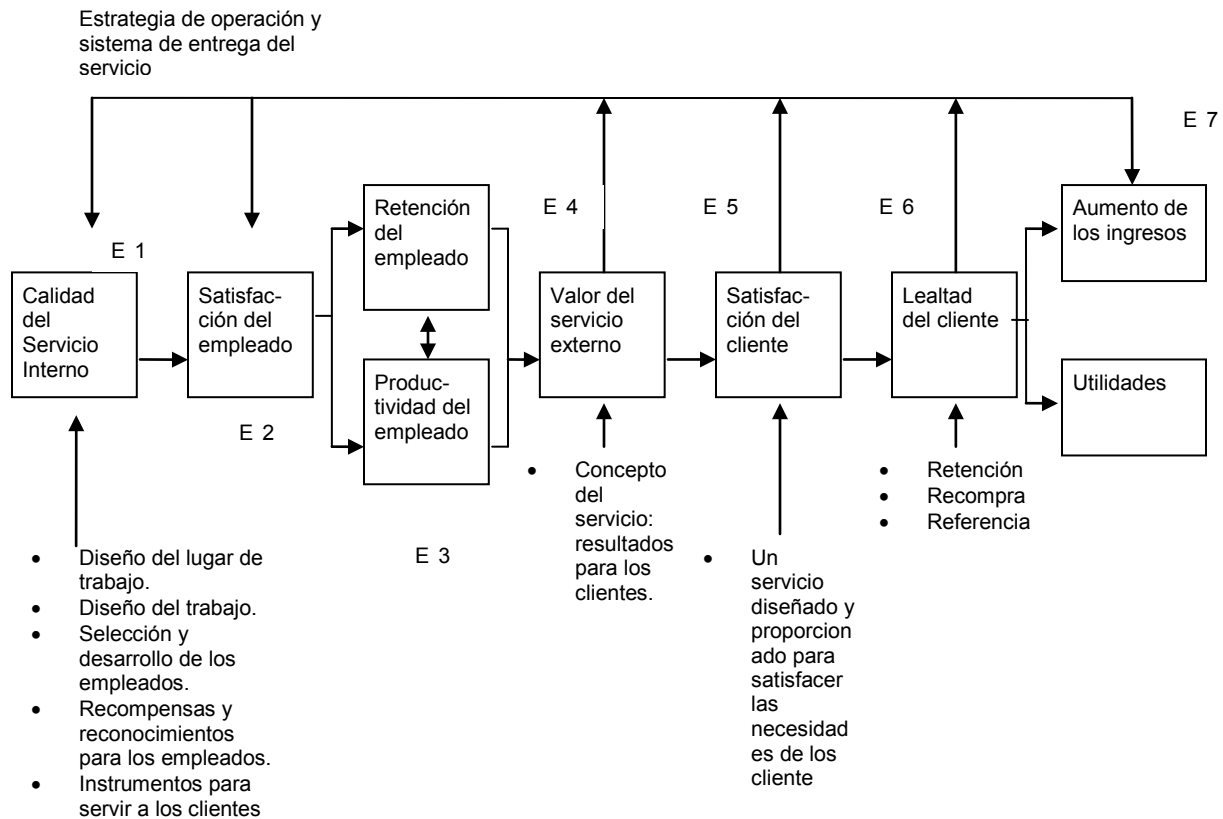 Estrategia de operación y
sistema de entrega del
servicio
E 7
Retención
del
empleado
E 4
E 5
E 6
Aumento de
los ingresos
E 1
Calidad
del
Servicio
Interno
Satisfac-
ción del
empleado
Valor del
servicio
externo
Satisfac-
ción del
cliente
Lealtad
del cliente
Produc-
tividad del
empleado
Utilidades
E 2
• Concepto
del
servicio:
resultados
para los
clientes.
• Retención
• Recompra
• Referencia
E 3
• Diseño del lugar de
trabajo.
• Diseño del trabajo.
• Selección y
desarrollo de los
empleados.
• Recompensas y
reconocimientos
para los empleados.
• Instrumentos para
servir a los clientes
• Un
servicio
diseñado y
proporcion
ado para
satisfacer
las
necesidad
es de los
cliente